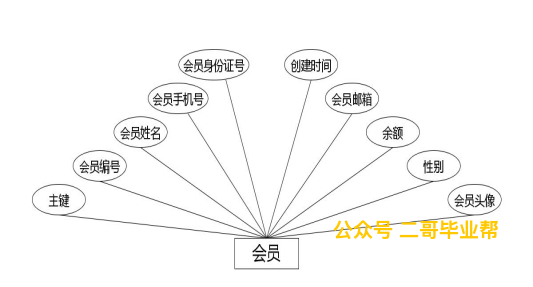 会员身份证号
创建时间
会员手机号
会员邮箱
会员姓名
余额
会员编号
性别
主键
会员头像
公众号 二哥毕业帮
会员